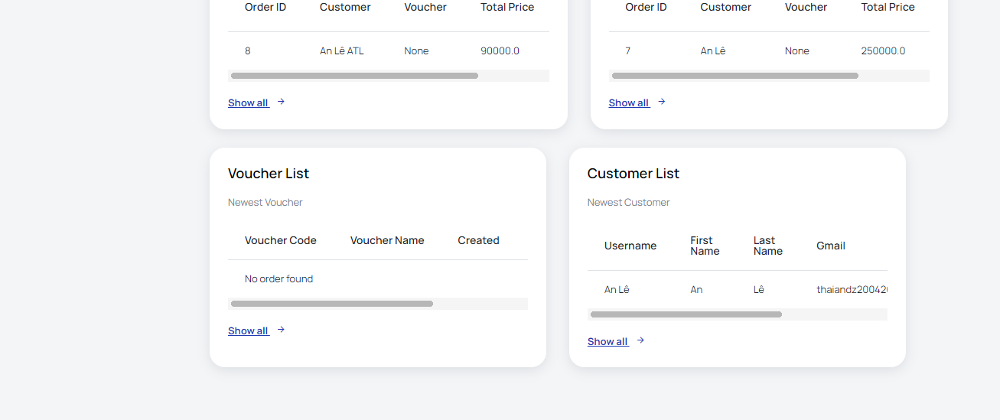 Order ID Customer Voucher Total Price
8 An Lê ATL None 90000.0
Show all →
Order ID Customer Voucher Total Price
7 An Lê None 250000.0
Show all →
Voucher List
Newest Voucher
Voucher Code Voucher Name Created
No order found
Show all →
Customer List
Newest Customer
Username First Name Last Name Gmail
An Lê An Lê
Show all →